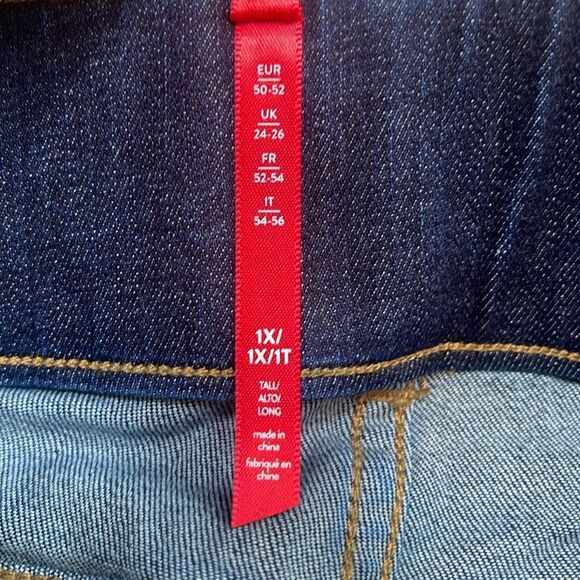 EUR
50-52
UK
24-26
FR
52-54
IT
54-56
1X/
1X/1T
TALL/
ALTO/
LONG
made in
china
fabriqué en
chine